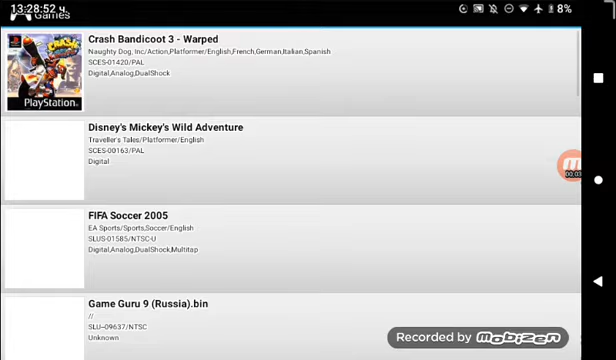 13:28:52 ч.
8%
Games
Crash Bandicoot 3 - Warped
Naughty Dog, Inc/Action,Platformer/English,French,German,Italian,Spanish
SCES-01420/PAL
Digital,Analog,DualShock
PlayStation
Disney's Mickey's Wild Adventure
Traveller's Tales/Platformer/English
SCES-00163/PAL
Digital
00:03
FIFA Soccer 2005
EA Sports/Sports,Soccer/English
SLUS-01585/NTSC-U
Digital,Analog,DualShock,Multitap
Game Guru 9 (Russia).bin
//
SLU--09637/NTSC
Unknown
Recorded by mobizen